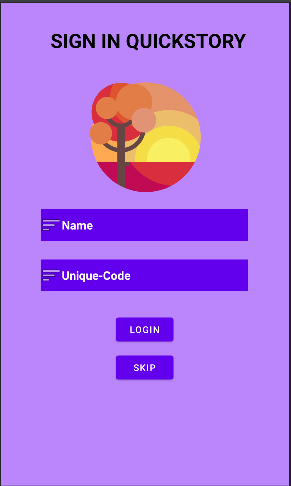 SIGN IN QUICKSTORY
Name
Unique-Code
LOGIN
SKIP